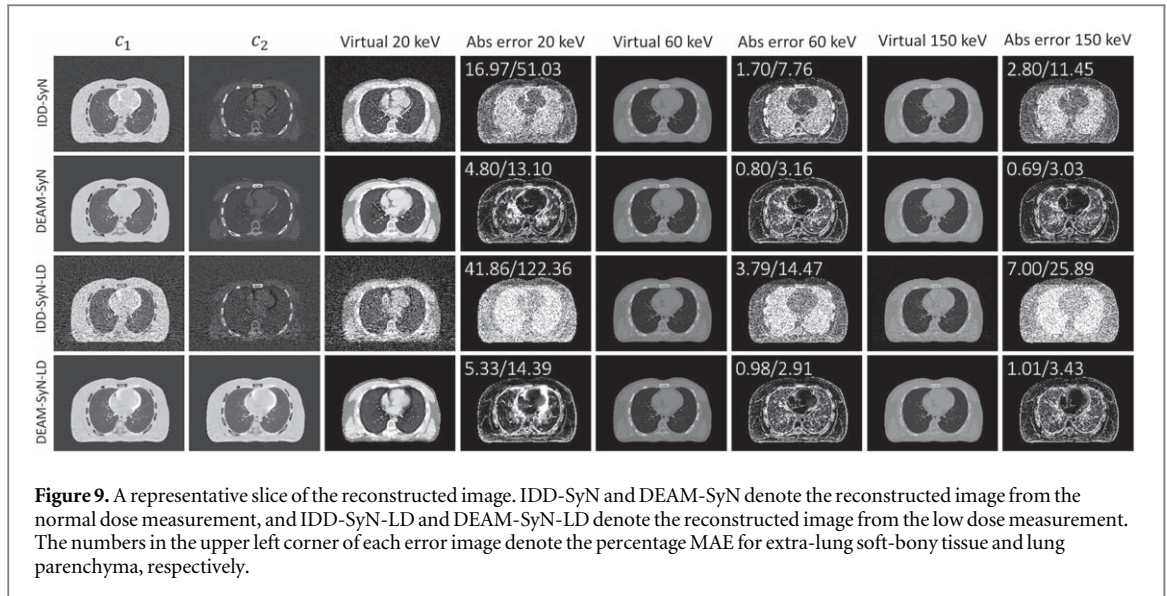 c₁ c₂ Virtual 20 keV Abs error 20 keV Virtual 60 keV Abs error 60 keV Virtual 150 keV Abs error 150 keV
IDD-SyN
16.97/51.03 1.70/7.76 2.80/11.45
DEAM-SyN
4.80/13.10 0.80/3.16 0.69/3.03
IDD-SyN-LD
41.86/122.36 3.79/14.47 7.00/25.89
DEAM-SyN-LD
5.33/14.39 0.98/2.91 1.01/3.43
Figure 9. A representative slice of the reconstructed image. IDD-SyN and DEAM-SyN denote the reconstructed image from the
normal dose measurement, and IDD-SyN-LD and DEAM-SyN-LD denote the reconstructed image from the low dose measurement.
The numbers in the upper left corner of each error image denote the percentage MAE for extra-lung soft-bony tissue and lung
parenchyma, respectively.